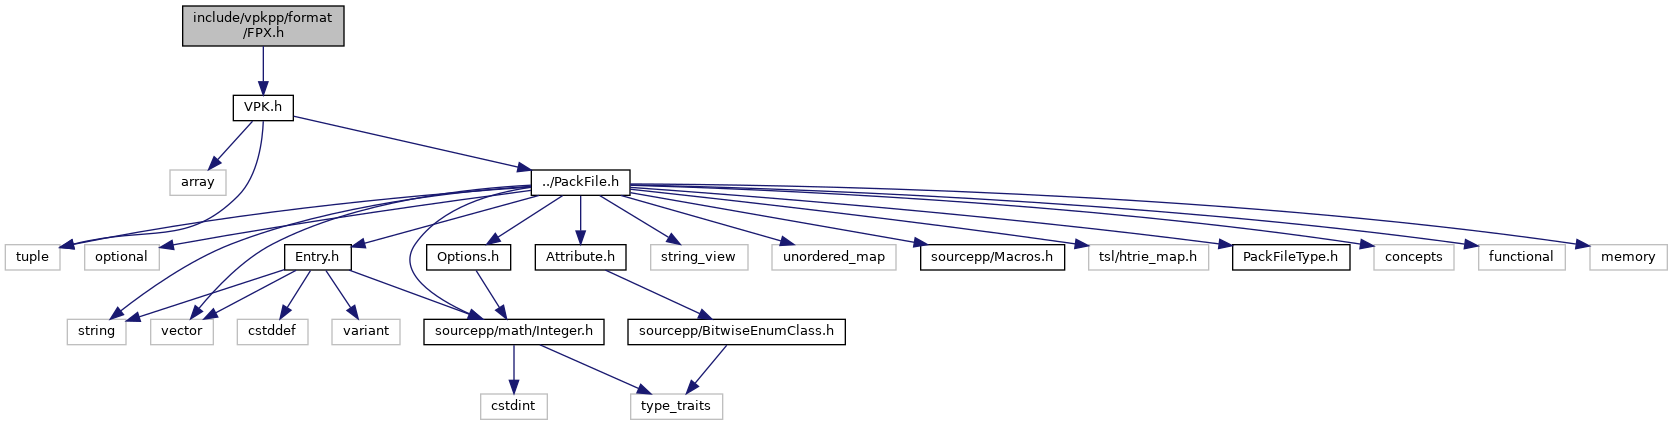 include/vpkpp/format
/FPX.h
VPK.h
array
../PackFile.h
tuple
optional
Entry.h
Options.h
Attribute.h
string_view
unordered_map
sourcepp/Macros.h
tsl/htrie_map.h
PackFileType.h
concepts
functional
memory
string
vector
cstddef
variant
sourcepp/math/Integer.h
sourcepp/BitwiseEnumClass.h
cstdint
type_traits